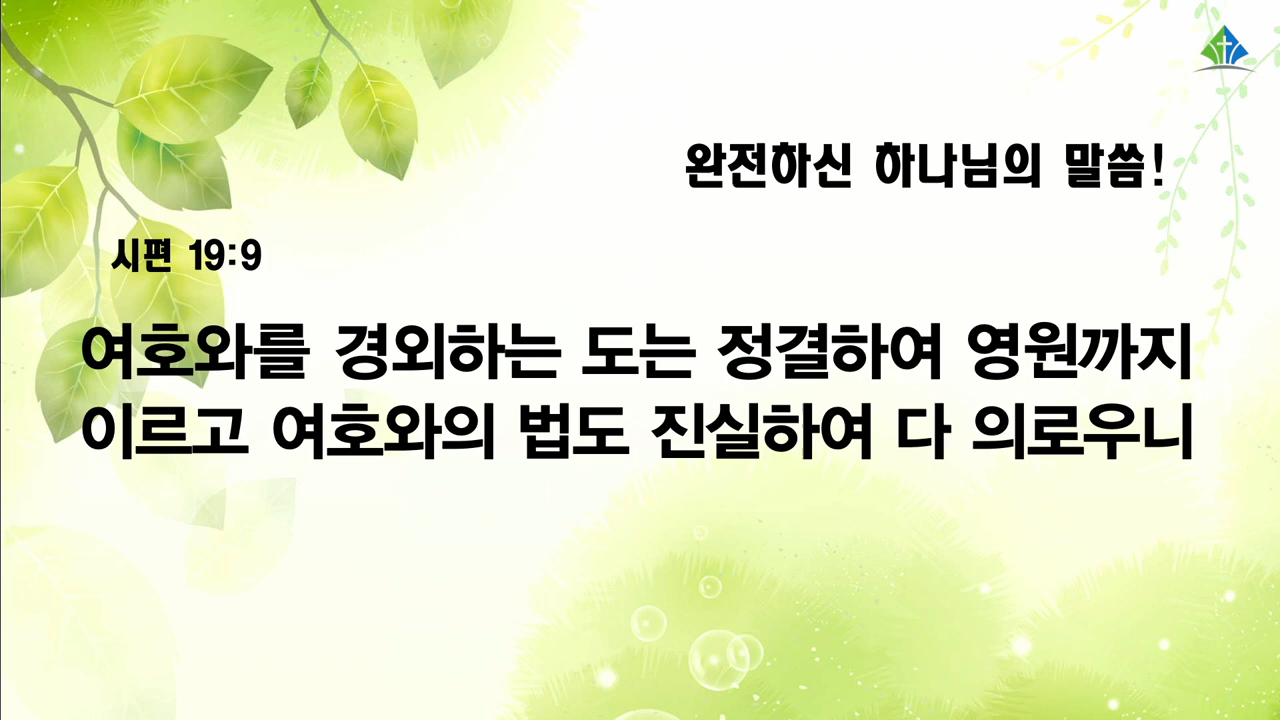 완전하신 하나님의 말씀!
시편 19:9
여호와를 경외하는 도는 정결하여 영원까지
이르고 여호와의 법도 진실하여 다 의로우니